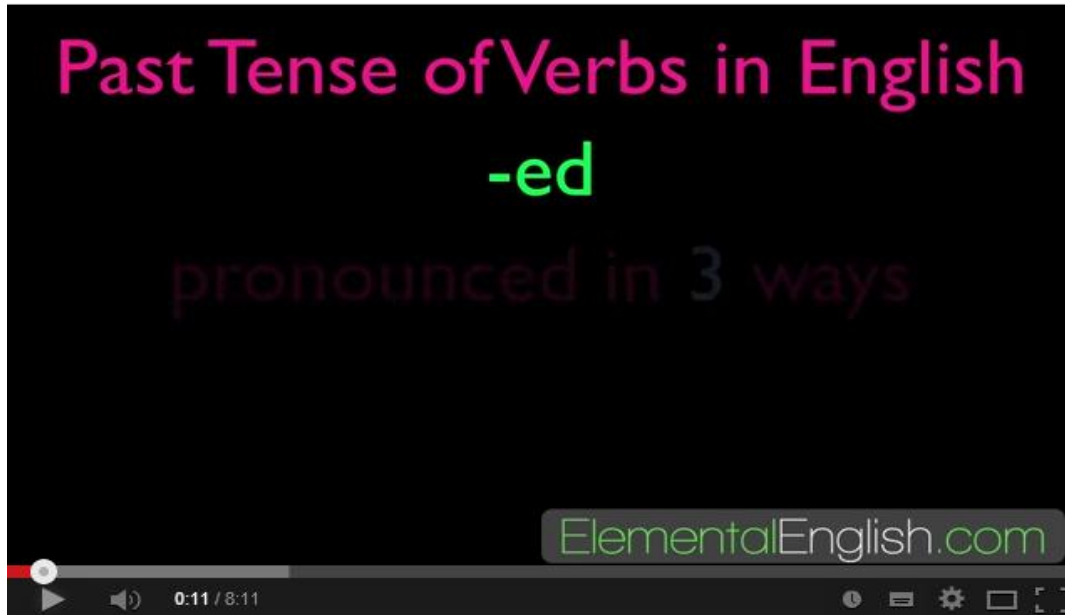 Past Tense of Verbs in English
-ed
pronounced in 3 ways
ElementalEnglish.com
0:11 / 8:11